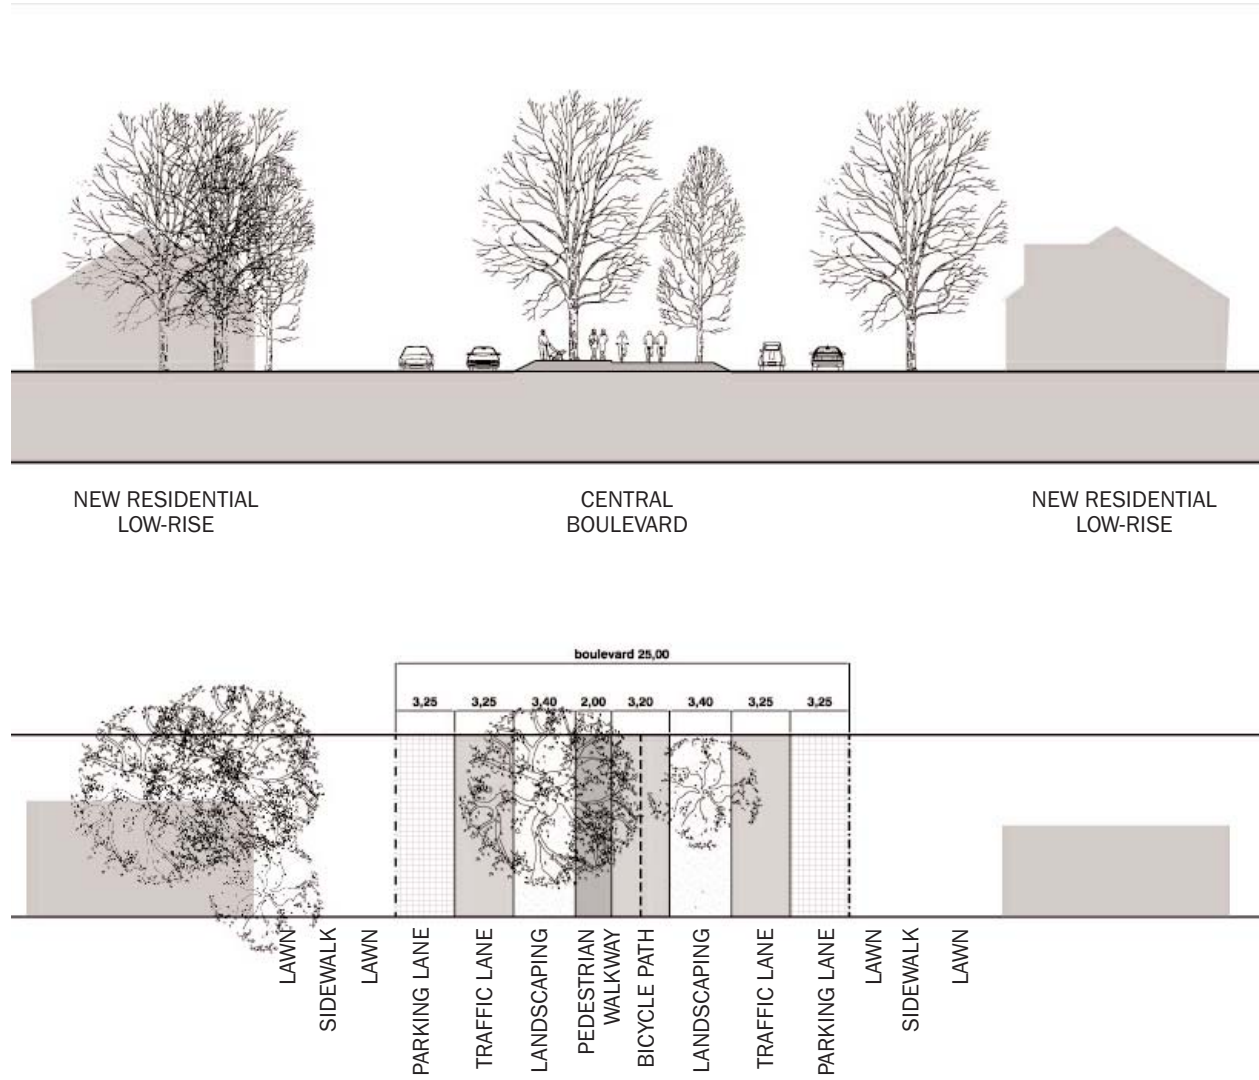 NEW RESIDENTIAL
LOW-RISE
CENTRAL
BOULEVARD
NEW RESIDENTIAL
LOW-RISE
boulevard 25,00
3,25
3,25
3,40
2,00
3,20
3,40
3,25
3,25
LAWN
SIDEWALK
LAWN
PARKING LANE
TRAFFIC LANE
LANDSCAPING
PEDESTRIAN
WALKWAY
BICYCLE PATH
LANDSCAPING
TRAFFIC LANE
PARKING LANE
LAWN
SIDEWALK
LAWN